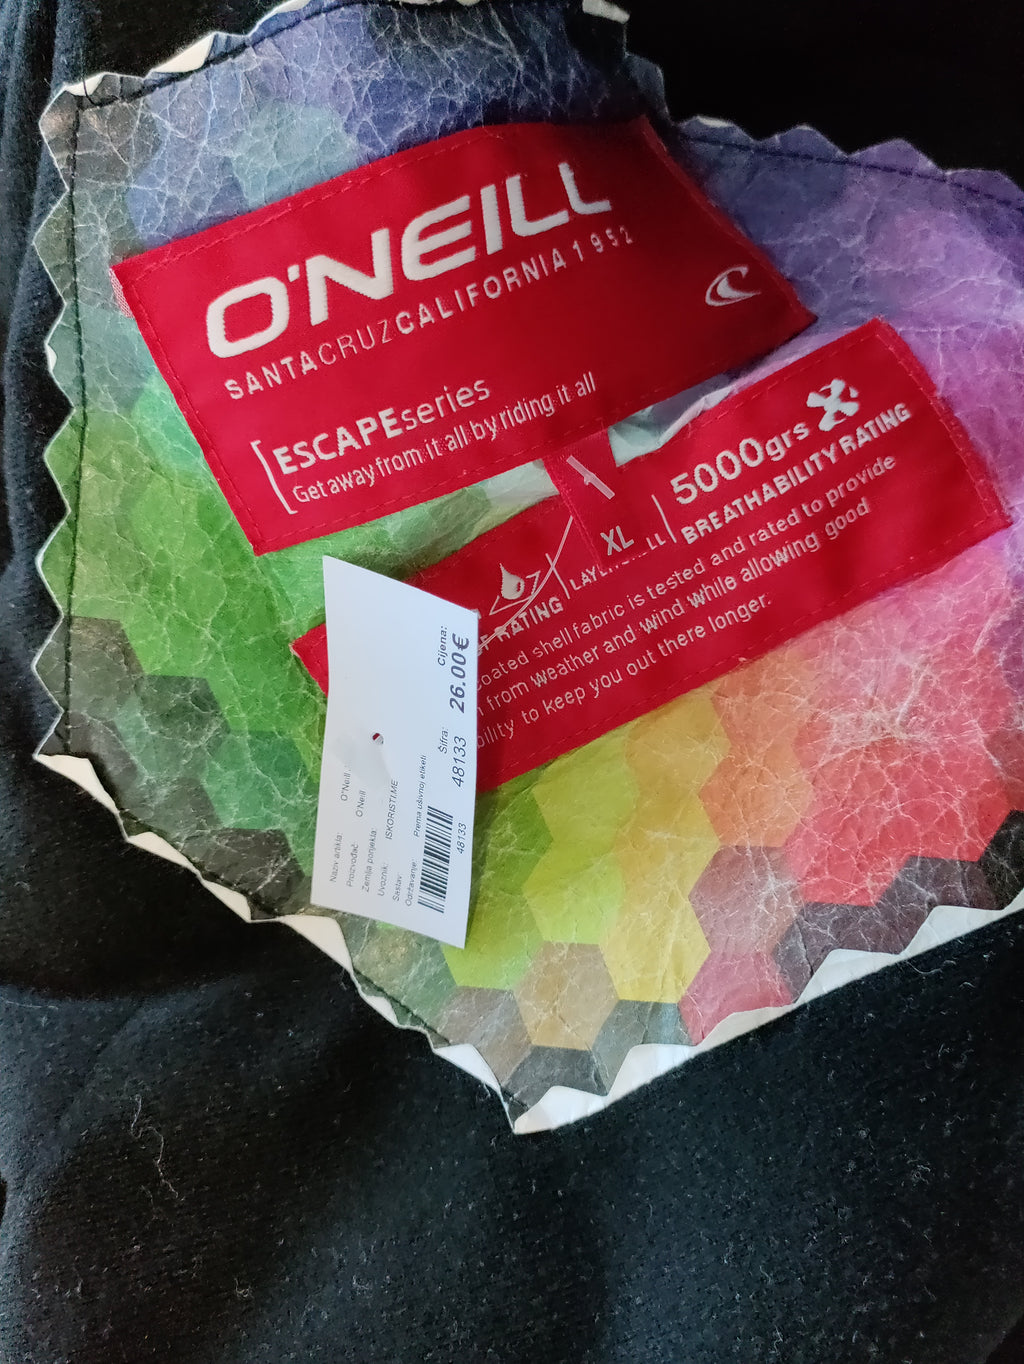 O'NEILL
SANTACRUZCALIFORNIA1952
ESCAPEseries
Get away from it all by riding it all
XL
5000grs
BREATHABILITY RATING
RATING
coated shell fabric is tested and rated to provide
from weather and wind while allowing good
to keep you out there longer.
Cijena:
26.00€
Šifra:
48133
Naziv artikla:
O'Neill
Proizvođač:
O'Neill
Zemlja porijekla:
Uvoznik:
ISKORISTI.ME
Sastav:
Održavanje:
Prema ušivnoj etiketi
48133